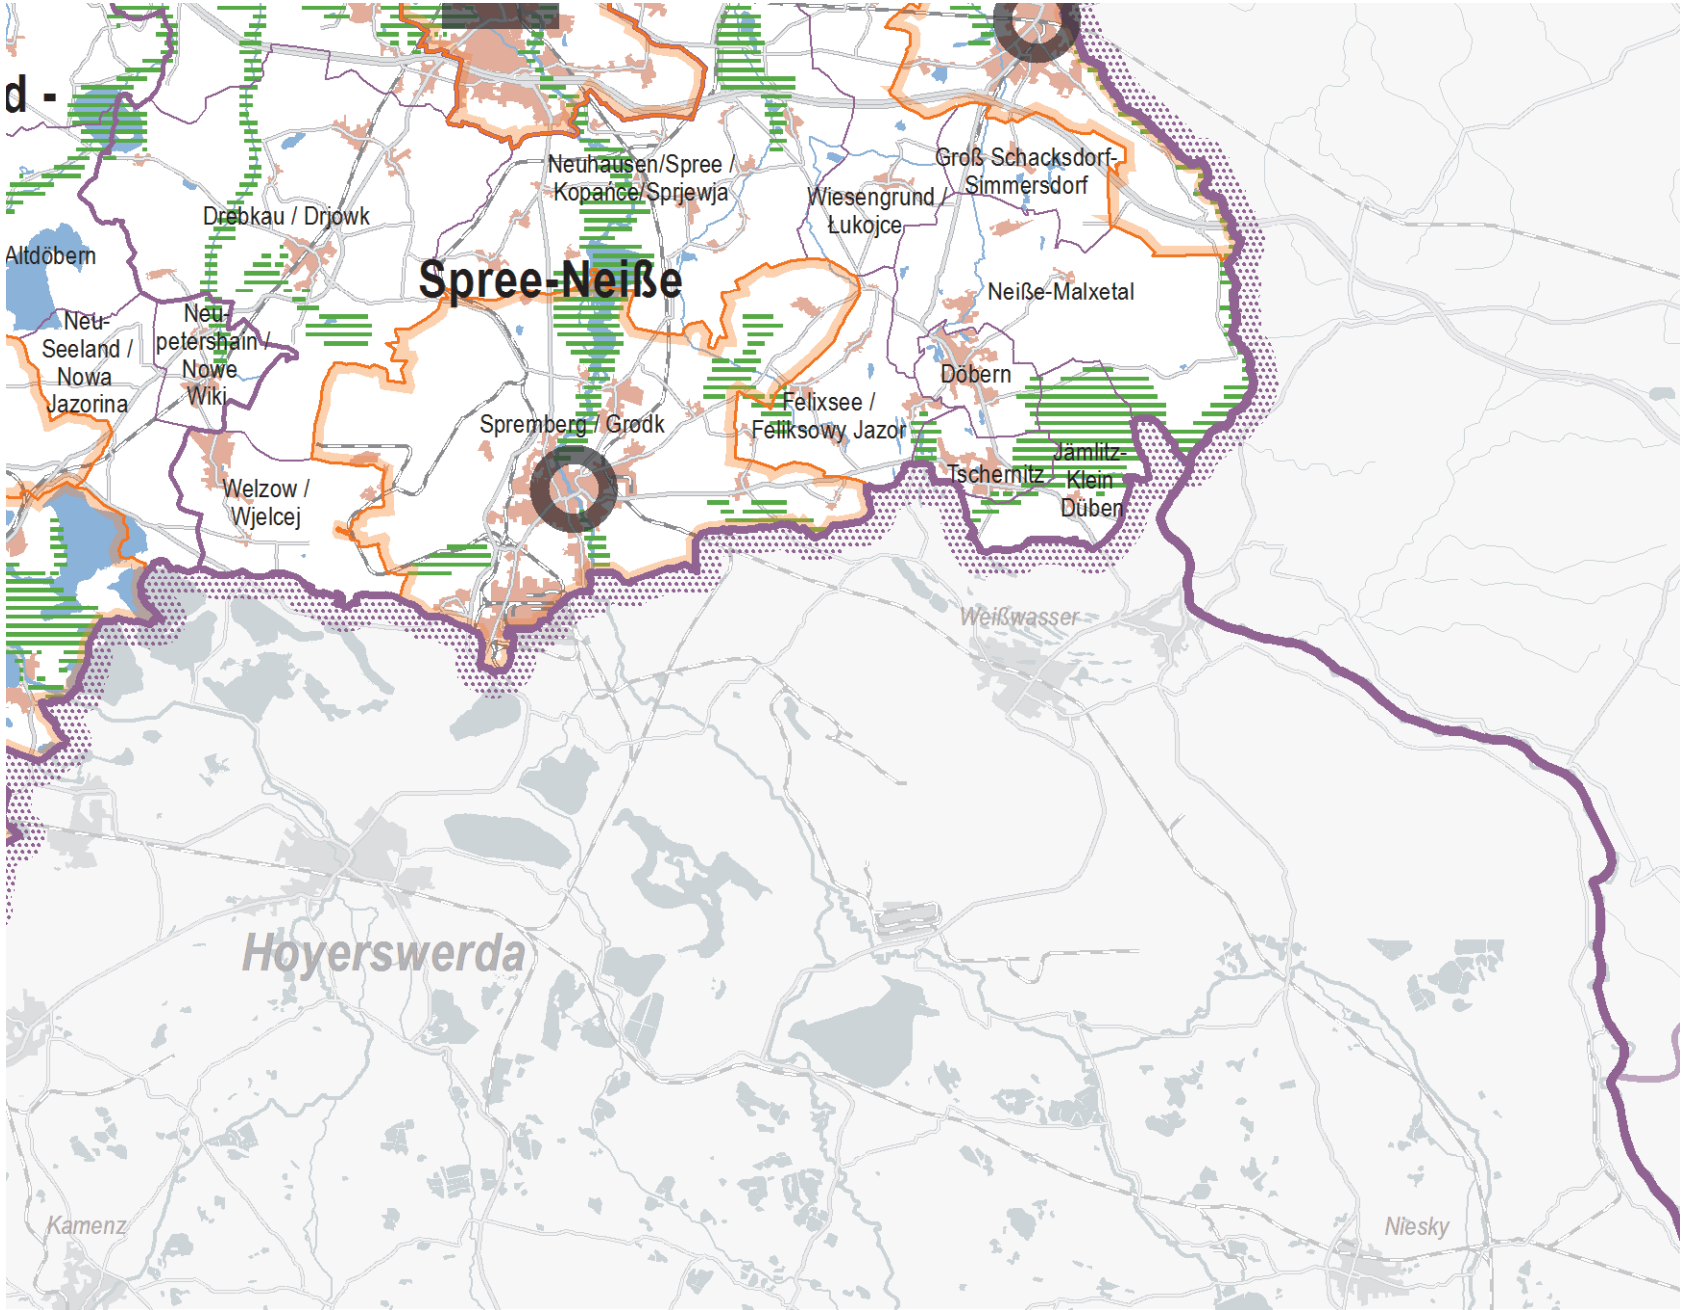 d -
Neuhausen/Spree /
Kopańce/Sprjewja
Groß Schacksdorf-
Simmersdorf
Wiesengrund /
Łukojce
Drebkau / Drjowk
Altdöbern
Spree-Neiße
Neiße-Malxetal
Neu-
Seeland /
Nowa
Jazorina
Neu-
petershain /
Nowe
Wiki
Döbern
Felixsee /
Feliksowy Jazor
Spremberg / Grodk
Jämlitz-
Klein
Düben
Tschernitz
Welzow /
Wjelcej
Weißwasser
Hoyerswerda
Kamenz
Niesky